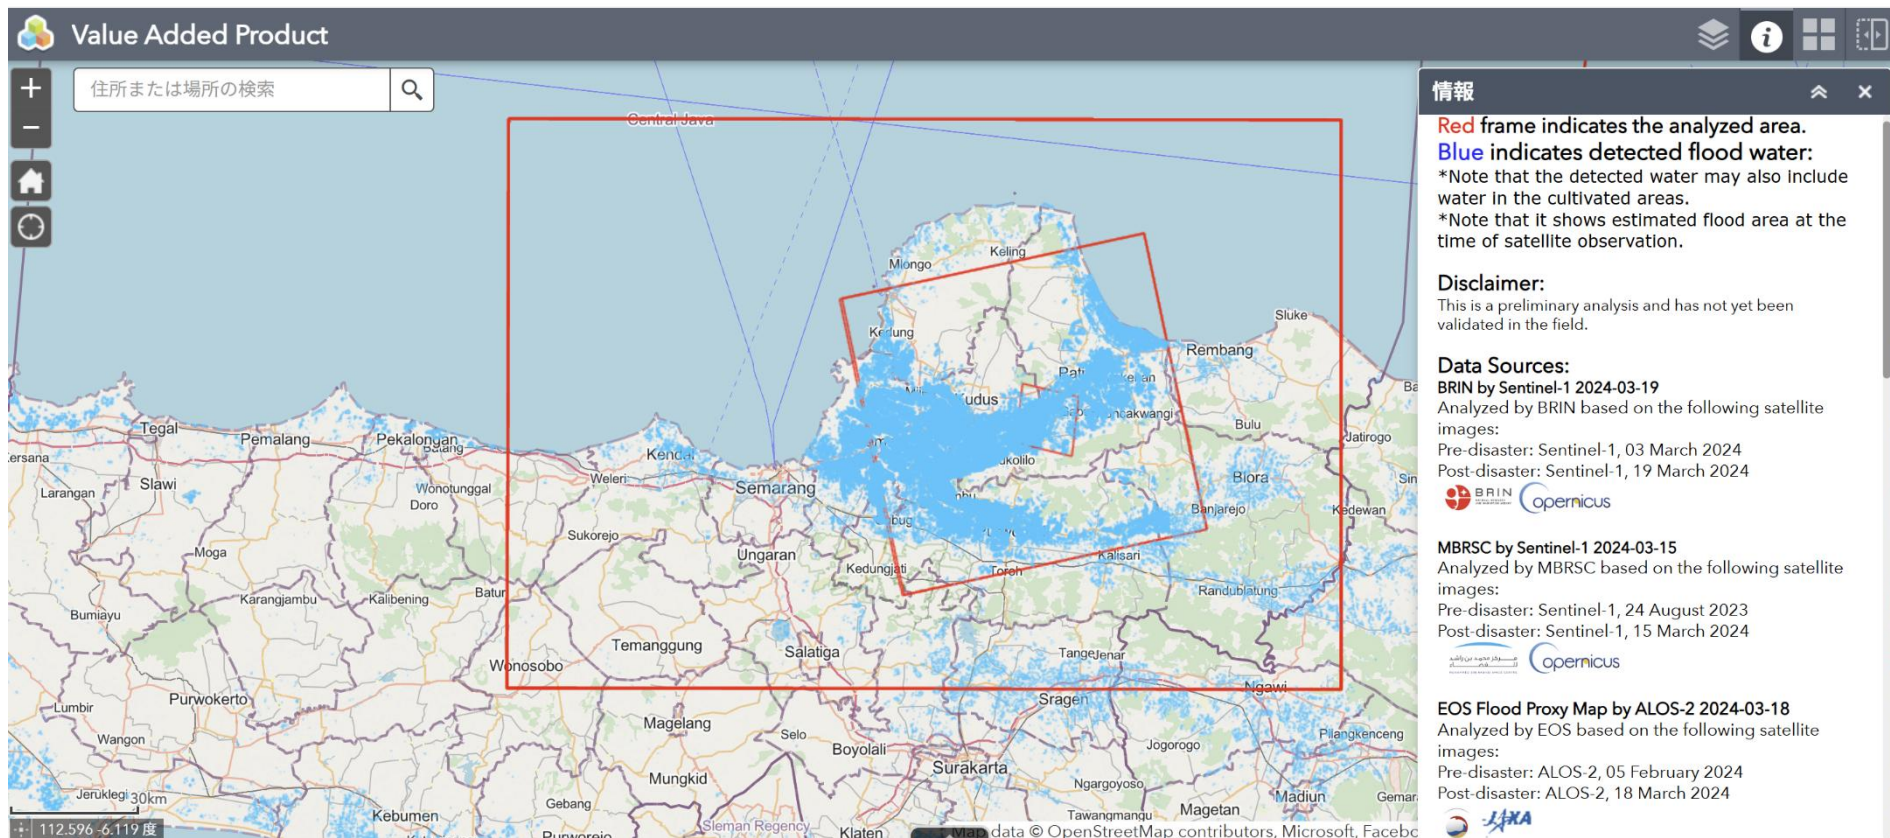 Value Added Product
住所または場所の検索
情報
Red frame indicates the analyzed area.
Blue indicates detected flood water:
*Note that the detected water may also include
water in the cultivated areas.
*Note that it shows estimated flood area at the
time of satellite observation.
Disclaimer:
This is a preliminary analysis and has not yet been
validated in the field.
Data Sources:
BRIN by Sentinel-1 2024-03-19
Analyzed by BRIN based on the following satellite
images:
Pre-disaster: Sentinel-1, 03 March 2024
Post-disaster: Sentinel-1, 19 March 2024
BRIN opernicus
MBRSC by Sentinel-1 2024-03-15
Analyzed by MBRSC based on the following satellite
images:
Pre-disaster: Sentinel-1, 24 August 2023
Post-disaster: Sentinel-1, 15 March 2024
opernicus
EOS Flood Proxy Map by ALOS-2 2024-03-18
Analyzed by EOS based on the following satellite
images:
Pre-disaster: ALOS-2, 05 February 2024
Post-disaster: ALOS-2, 18 March 2024
JAXA
Central Java
Keling
Mlongo
Kedung
Sluke
Rembang
Kudus
Bulu
Jatirogo
Tegal
Pemalang
Pekalongan
Batang
Kendal
ersana
Slawi
Larangan
Wonotunggal
Doro
Weleri
Semarang
ukolilo
Blora
Sin
Banjarejo
Kedewan
Sukorejo
Moga
Ungaran
Kedungjati
Toroh
Kalisari
Randublatung
Batur
Karangjambu
Kalibening
Bumiayu
Temanggung
Salatiga
Tange
Jenar
Wonosobo
Ngawi
Purwokerto
Lumbir
Sragen
Magelang
Selo
Boyolali
Wangon
Jogorogo
Pilangkenceng
Mungkid
Surakarta
Ngargoyoso
Jeruklegi
30km
Gebang
Madiun
Gemar
Kebumen
Magetan
Tawangmangu
Sleman Regency
Klaten
Purworejo
112.596 -6.119 度
Map data © OpenStreetMap contributors, Microsoft, Facebo